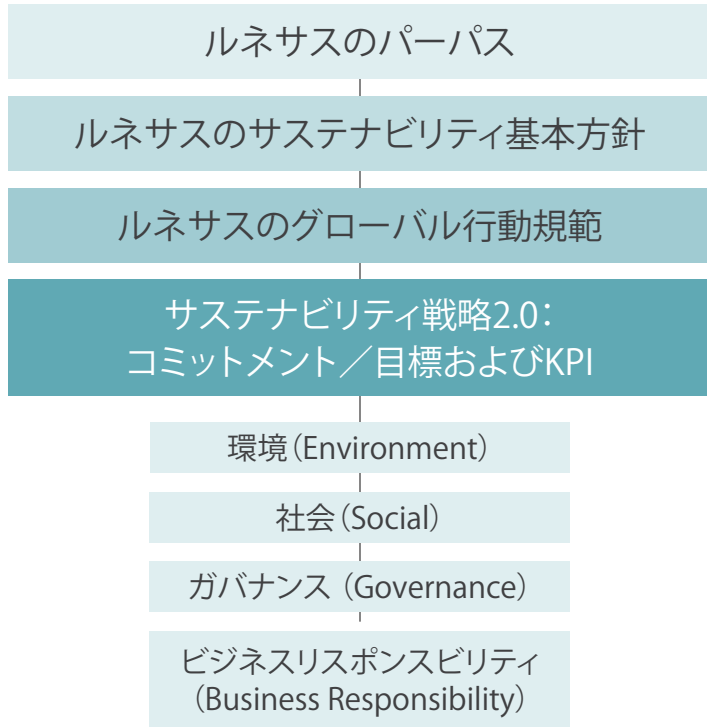 ルネサスのパーパス
ルネサスのサステナビリティ基本方針
ルネサスのグローバル行動規範
サステナビリティ戦略2.0：
コミットメント／目標およびKPI
環境（Environment）
社会（Social）
ガバナンス（Governance）
ビジネスリスポンスビリティ
（Business Responsibility）